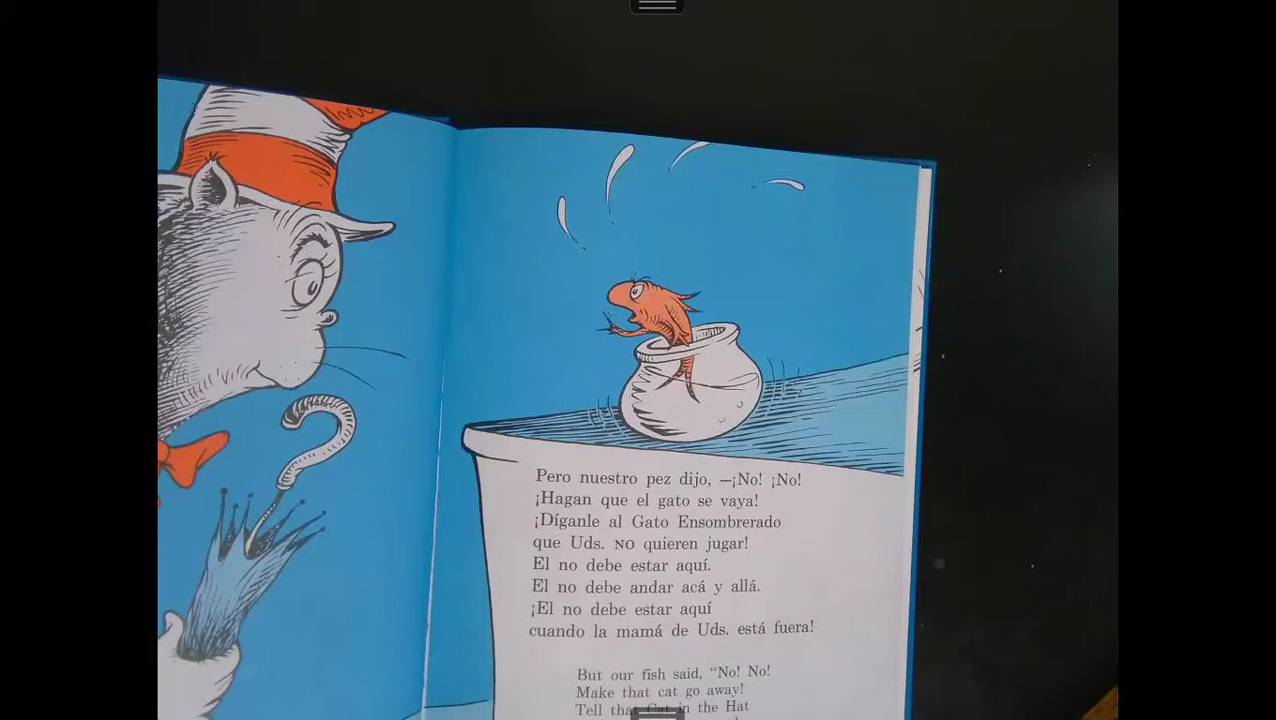 Pero nuestro pez dijo, —¡No! ¡No!
¡Hagan que el gato se vaya!
¡Díganle al Gato Ensombrerado
que Uds. NO quieren jugar!
El no debe estar aquí.
El no debe andar acá y allá.
¡El no debe estar aquí
cuando la mamá de Uds. está fuera!
But our fish said, "No! No!
Make that cat go away!
Tell that Cat in the Hat